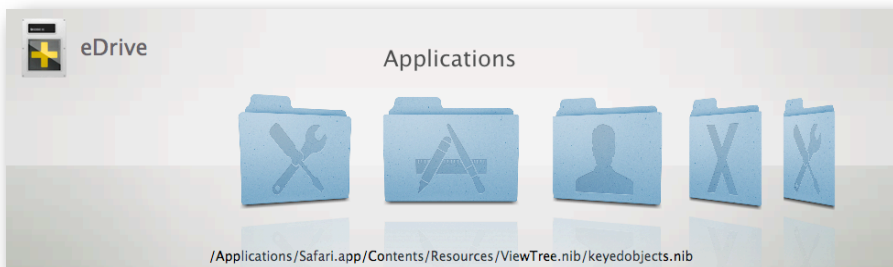 eDrive
Applications
/Applications/Safari.app/Contents/Resources/ViewTree.nib/keyedobjects.nib